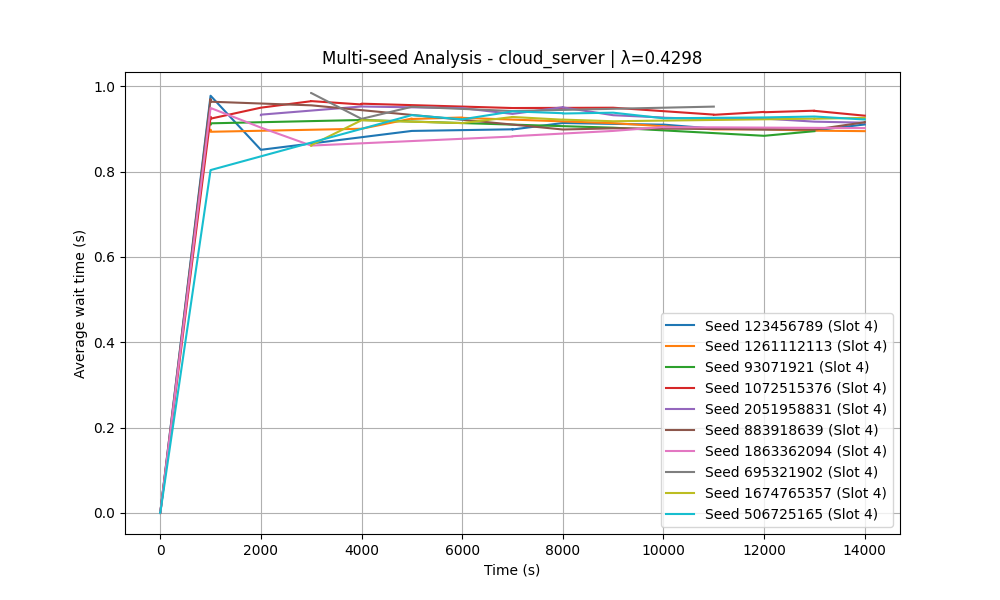 Multi-seed Analysis - cloud_server | λ=0.4298
1.0
0.8
0.6
0.4
0.2
0.0
Average wait time (s)
Seed 123456789 (Slot 4)
Seed 1261112113 (Slot 4)
Seed 93071921 (Slot 4)
Seed 1072515376 (Slot 4)
Seed 2051958831 (Slot 4)
Seed 883918639 (Slot 4)
Seed 1863362094 (Slot 4)
Seed 695321902 (Slot 4)
Seed 1674765357 (Slot 4)
Seed 506725165 (Slot 4)
0 2000 4000 6000 8000 10000 12000 14000
Time (s)